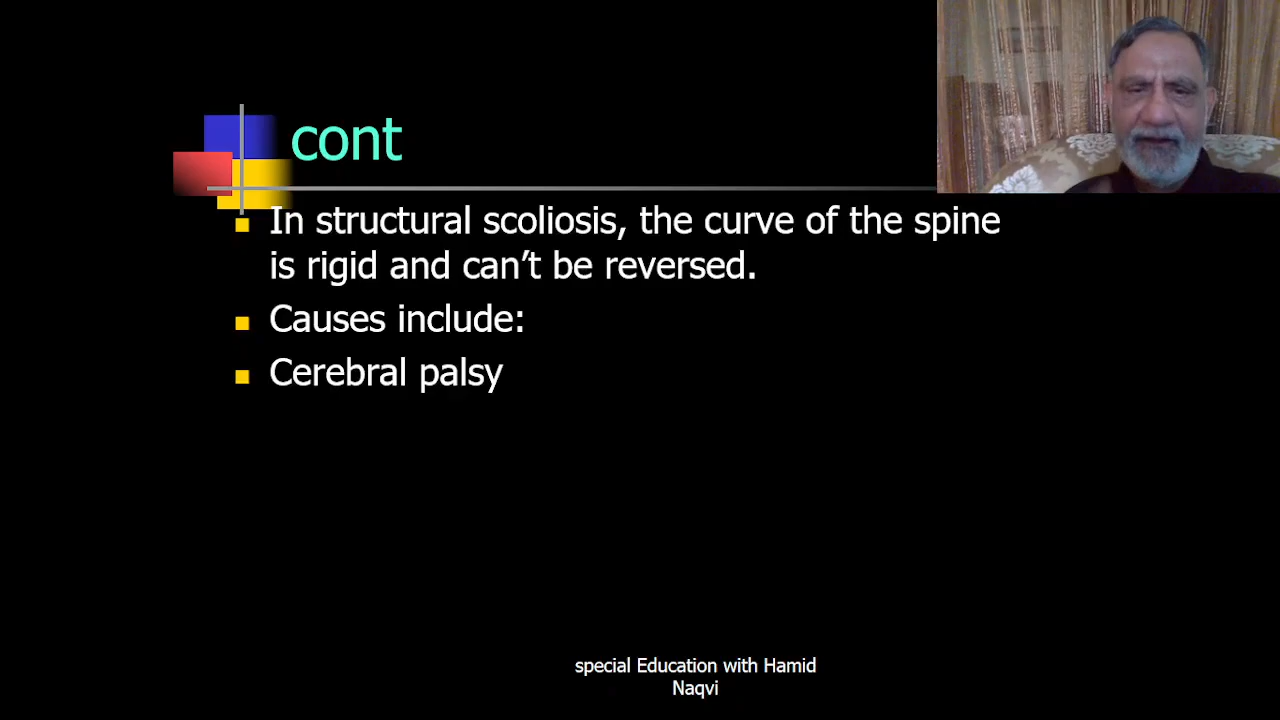 cont
In structural scoliosis, the curve of the spine
is rigid and can’t be reversed.
Causes include:
Cerebral palsy
special Education with Hamid
Naqvi